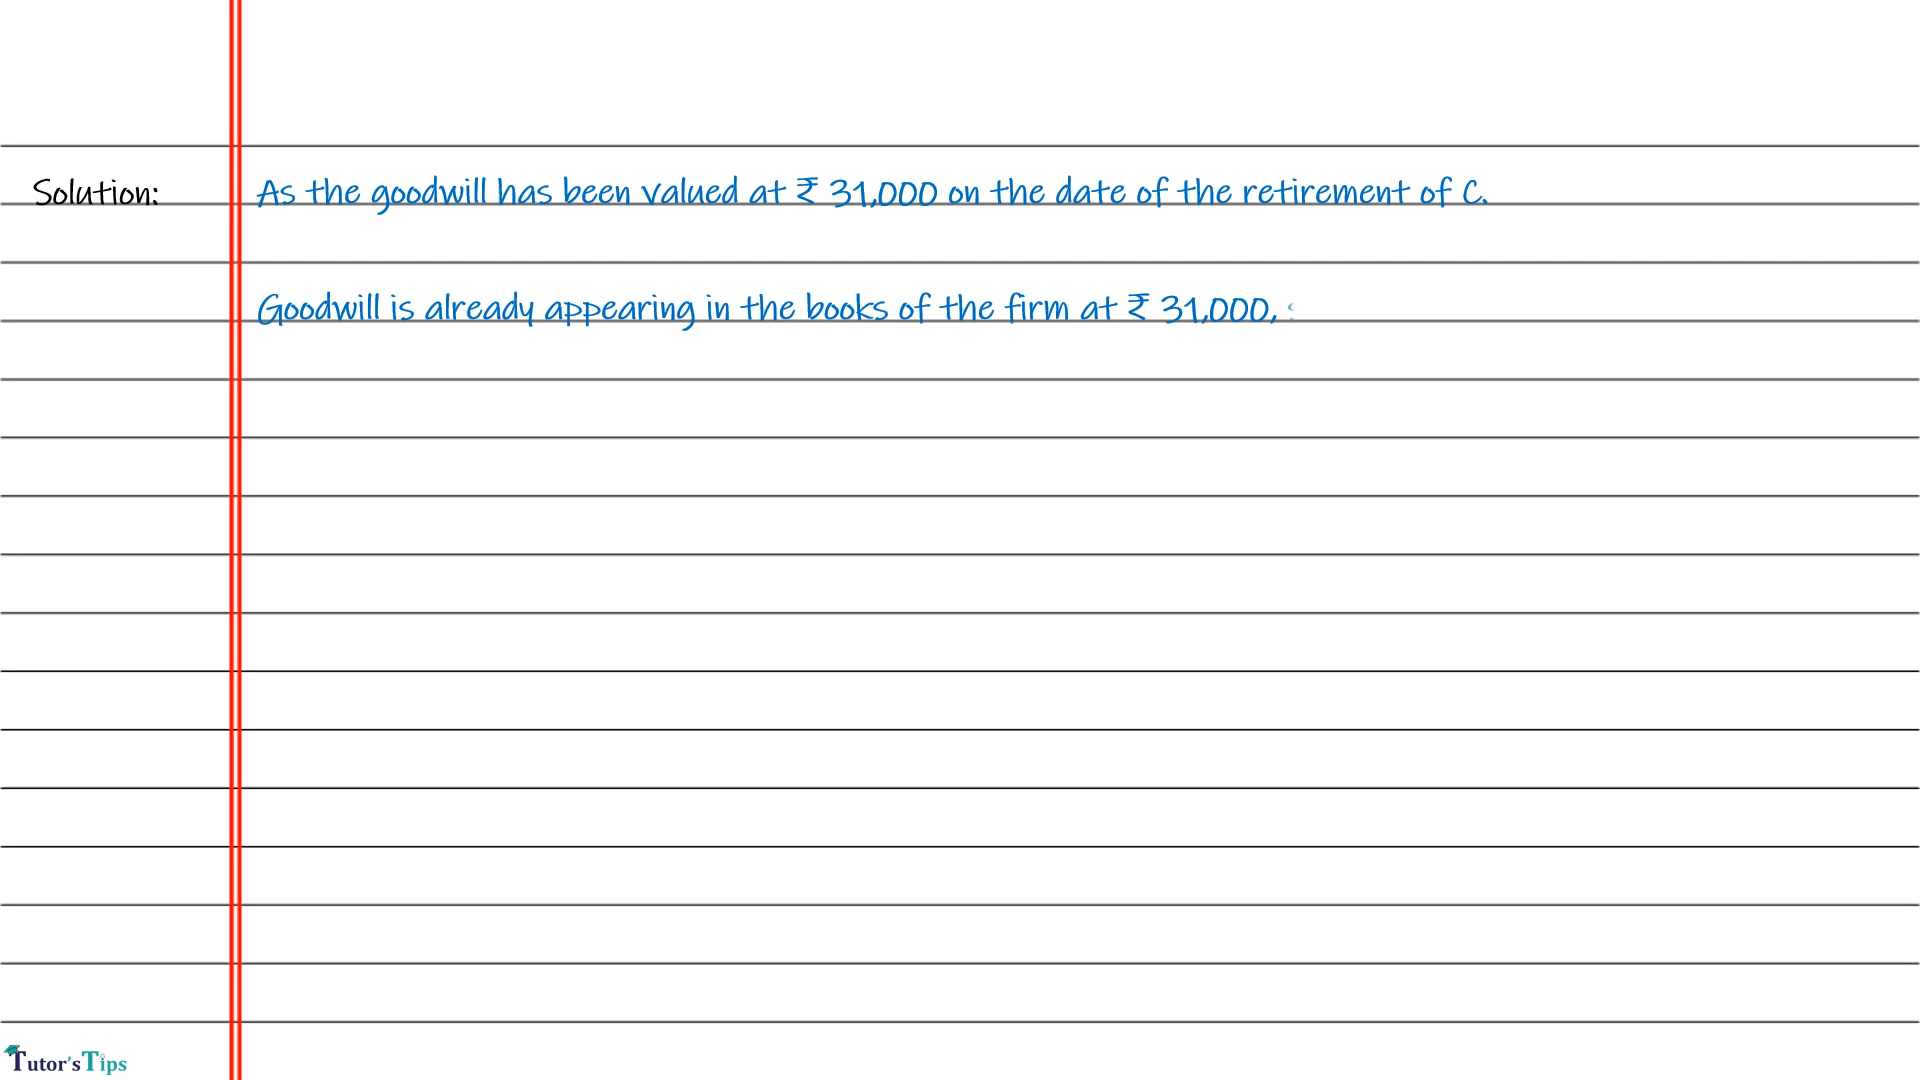 Solution: As the goodwill has been valued at ₹ 31,000 on the date of the retirement of C.
Goodwill is already appearing in the books of the firm at ₹ 31,000,
Tutor'sTips